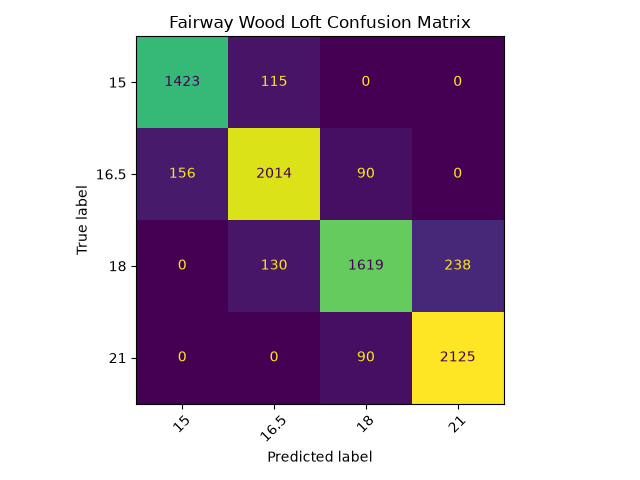 Fairway Wood Loft Confusion Matrix
True label
15 1423 115 0 0
16.5 156 2014 90 0
18 0 130 1619 238
21 0 0 90 2125
15 16.5 18 21
Predicted label